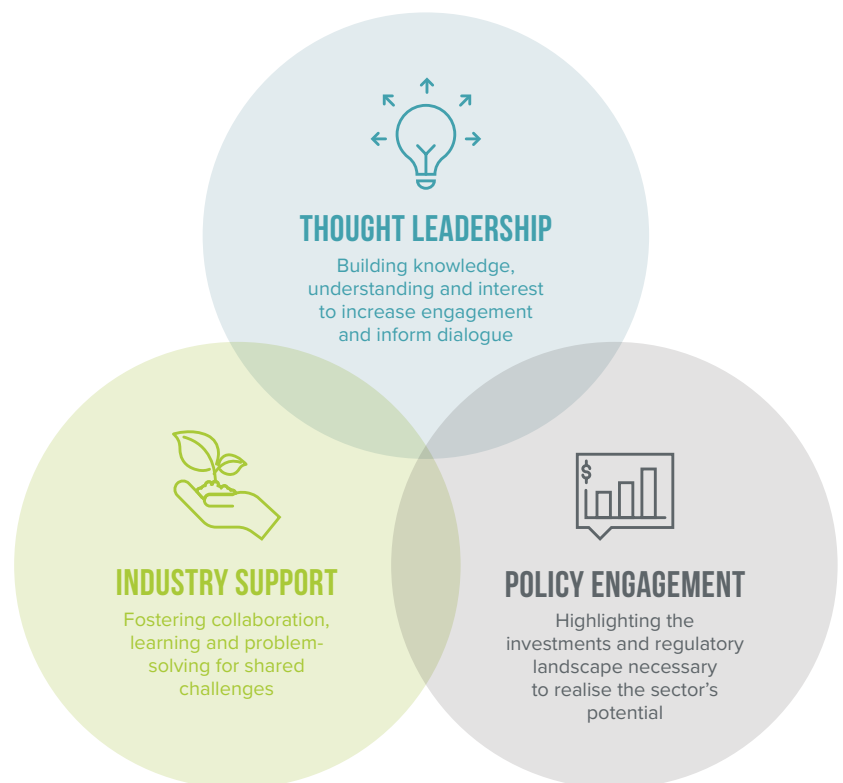 THOUGHT LEADERSHIP
Building knowledge,
understanding and interest
to increase engagement
and inform dialogue
INDUSTRY SUPPORT
Fostering collaboration,
learning and problem-
solving for shared
challenges
$
POLICY ENGAGEMENT
Highlighting the
investments and regulatory
landscape necessary
to realise the sector’s
potential